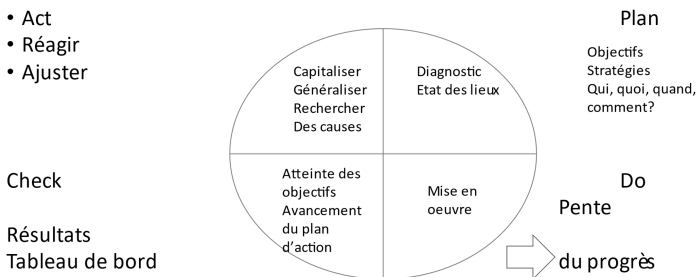 • Act
• Réagir
• Ajuster
Capitaliser
Généraliser
Rechercher
Des causes
Diagnostic
Etat des lieux
Plan
Objectifs
Stratégies
Qui, quoi, quand,
comment?
Check
Résultats
Tableau de bord
Atteinte des
objectifs
Avancement
du plan
d'action
Mise en
oeuvre
Do
Pente
du progrès